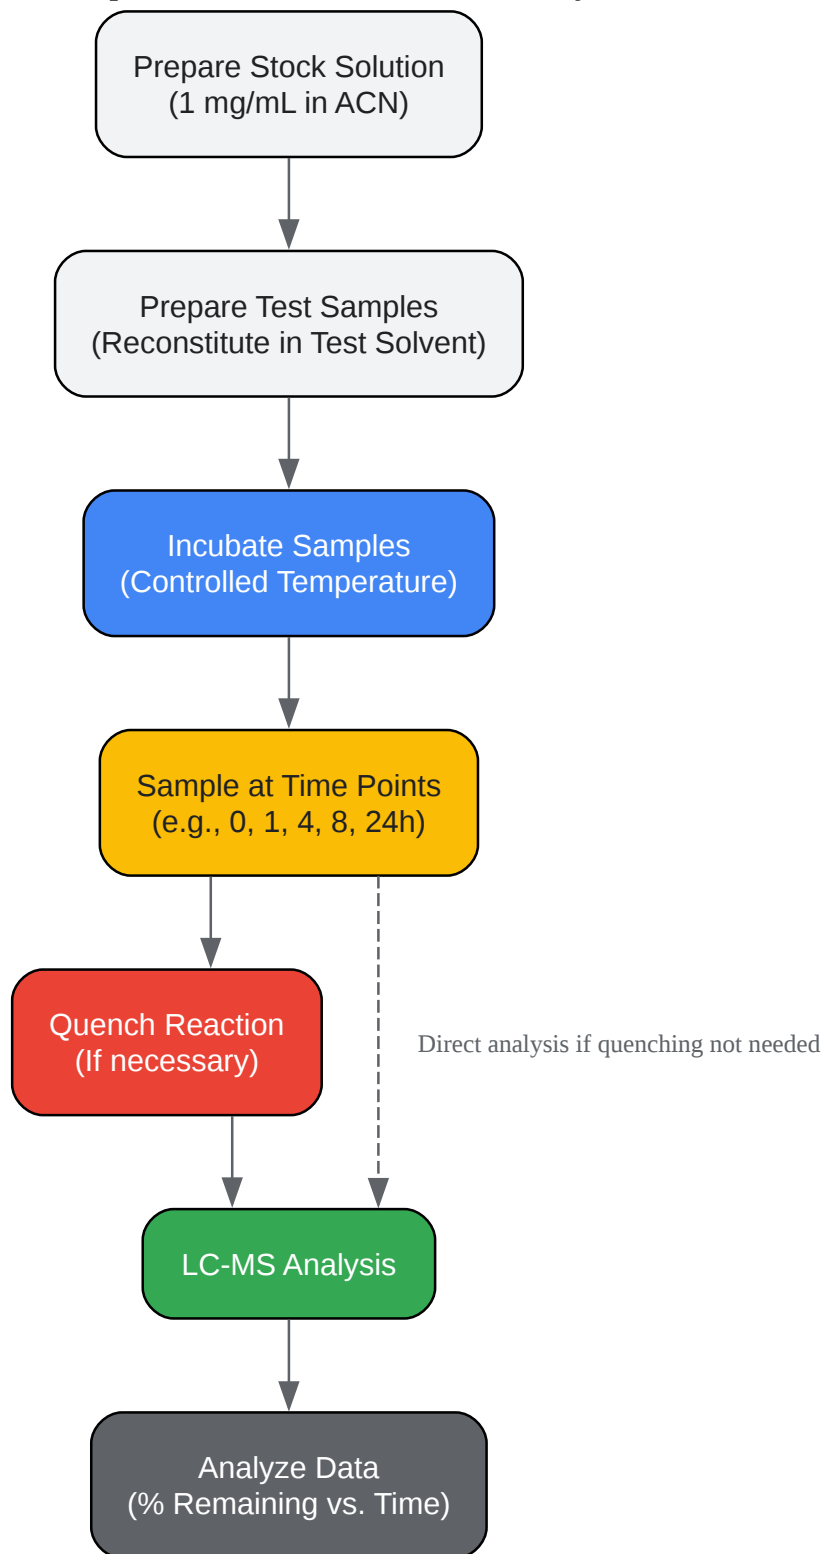 Prepare Stock Solution
(1 mg/mL in ACN)
Prepare Test Samples
(Reconstitute in Test Solvent)
Incubate Samples
(Controlled Temperature)
Sample at Time Points
(e.g., 0, 1, 4, 8, 24h)
Quench Reaction
(If necessary)
Direct analysis if quenching not needed
LC-MS Analysis
Analyze Data
(% Remaining vs. Time)